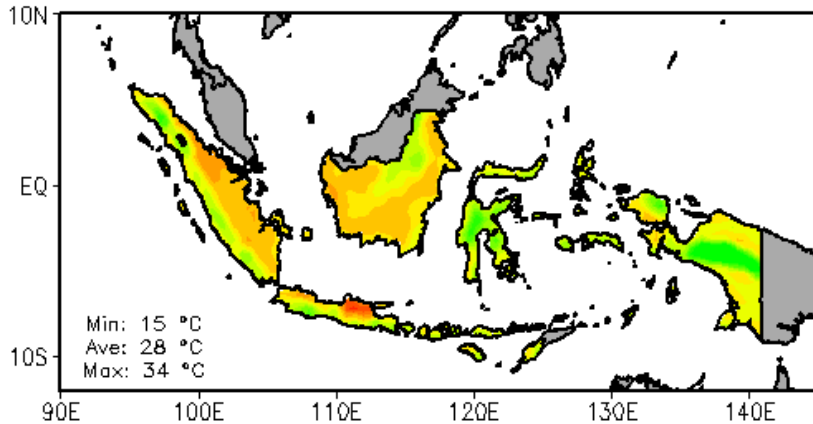 10N
EQ
10S
Min: 15 °C
Ave: 28 °C
Max: 34 °C
90E 100E 110E 120E 130E 140E